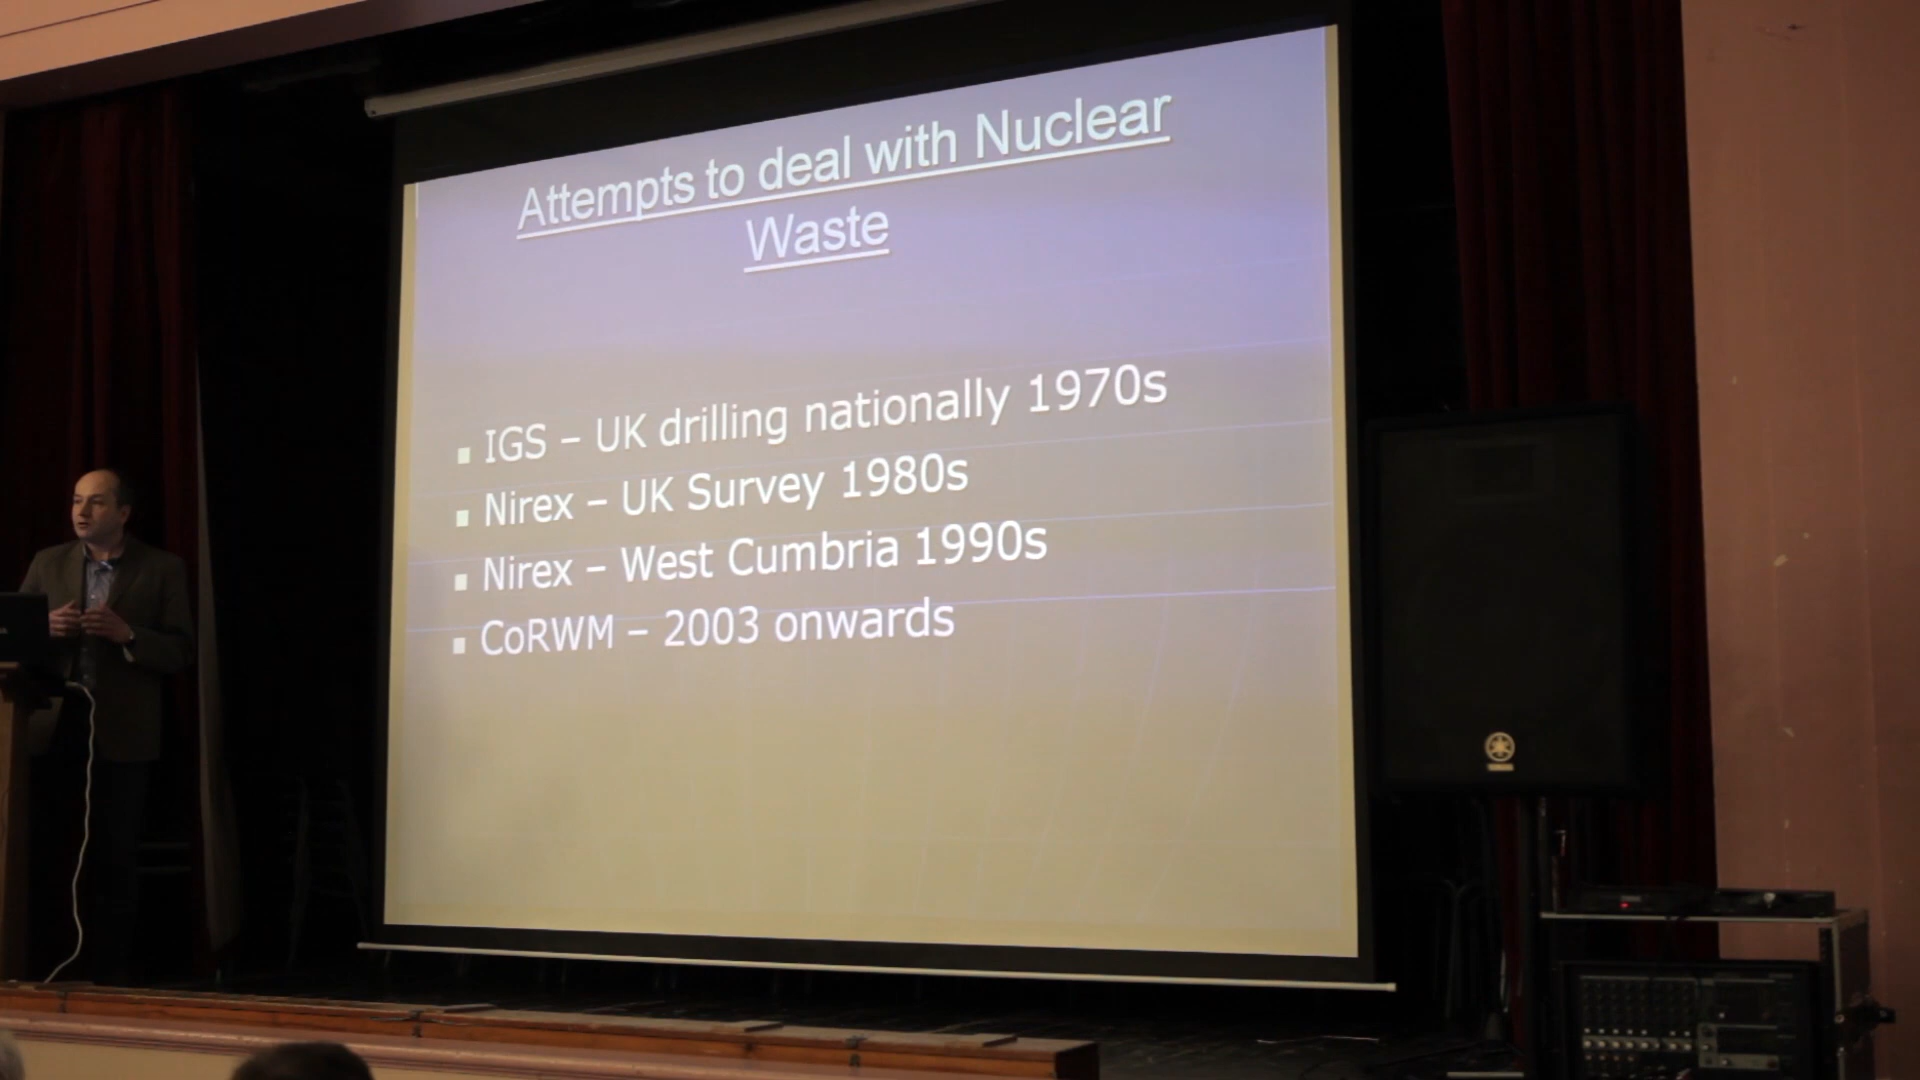 Attempts to deal with Nuclear
Waste
▪ IGS – UK drilling nationally 1970s
▪ Nirex – UK Survey 1980s
▪ Nirex – West Cumbria 1990s
▪ CoRWM – 2003 onwards